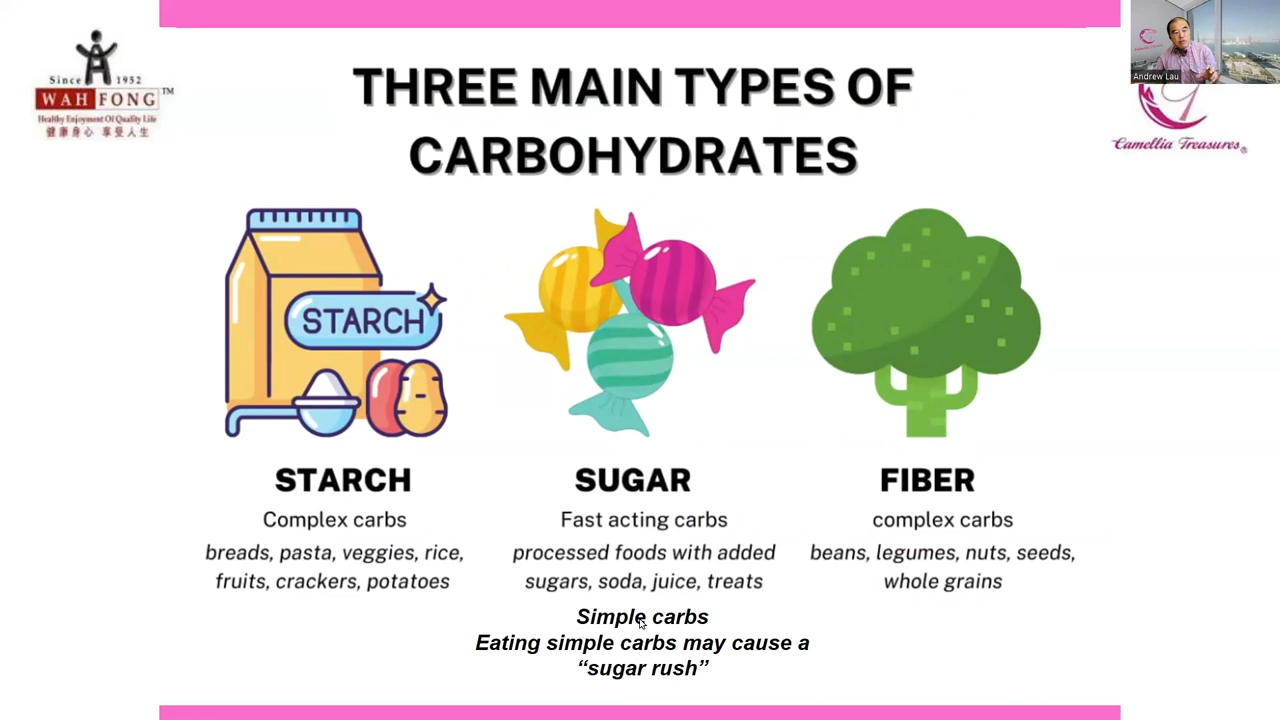 Since 1952
WAH FONG TM
Healthy Enjoyment Of Quality Life
健康身心 享受人生
THREE MAIN TYPES OF
CARBOHYDRATES
Andrew Lau
Camellia Treasures®
STARCH
STARCH
Complex carbs
breads, pasta, veggies, rice,
fruits, crackers, potatoes
SUGAR
Fast acting carbs
processed foods with added
sugars, soda, juice, treats
Simple carbs
Eating simple carbs may cause a
“sugar rush”
FIBER
complex carbs
beans, legumes, nuts, seeds,
whole grains